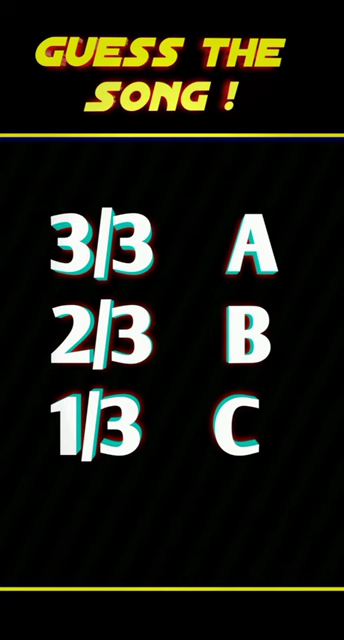 GUESS THE
SONG !
3/3 A
2/3 B
1/3 C